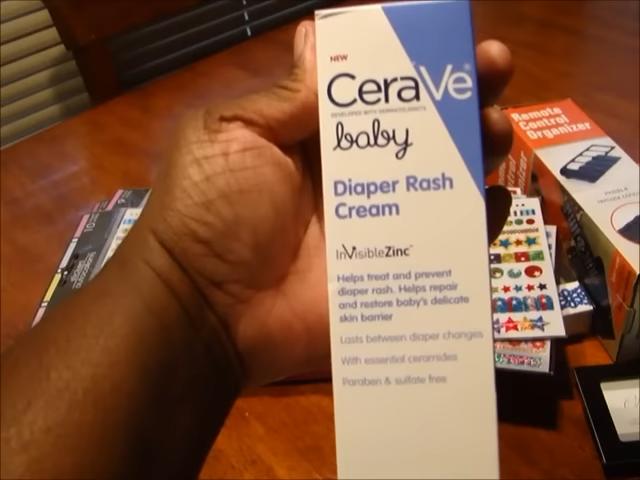 NEW
CeraVe®
DEVELOPED WITH DERMATOLOGISTS
baby
Diaper Rash
Cream
InVisibleZinc™
Helps treat and prevent
diaper rash. Helps repair
and restore baby's delicate
skin barrier
Lasts between diaper changes
With essential ceramides
Paraben & sulfate free
Remote
Control
Organizer